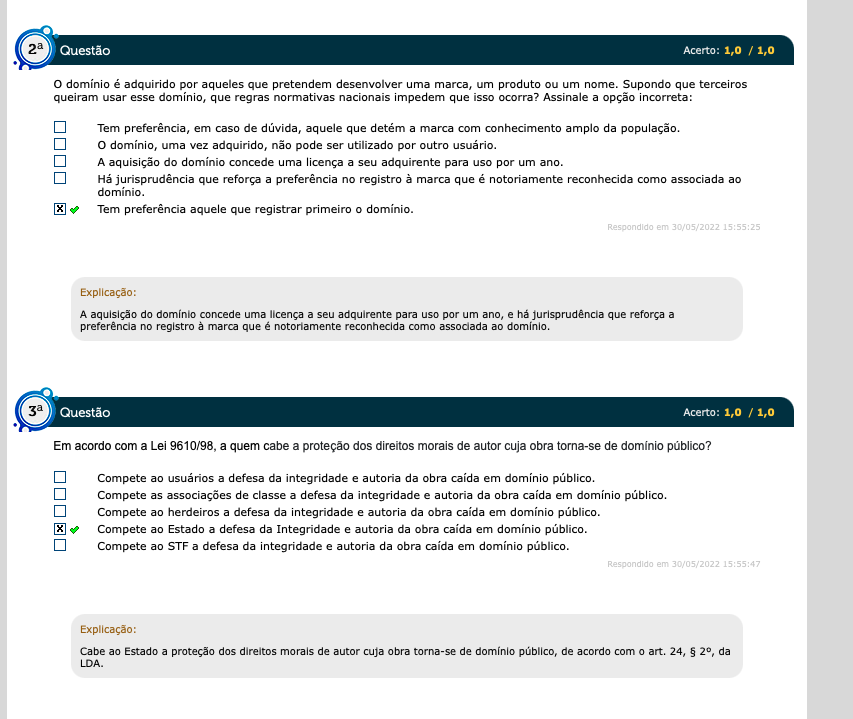 2ª Questão Acerto: 1,0 / 1,0
O domínio é adquirido por aqueles que pretendem desenvolver uma marca, um produto ou um nome. Supondo que terceiros
queiram usar esse domínio, que regras normativas nacionais impedem que isso ocorra? Assinale a opção incorreta:
Tem preferência, em caso de dúvida, aquele que detém a marca com conhecimento amplo da população.
O domínio, uma vez adquirido, não pode ser utilizado por outro usuário.
A aquisição do domínio concede uma licença a seu adquirente para uso por um ano.
Há jurisprudência que reforça a preferência no registro à marca que é notoriamente reconhecida como associada ao
domínio.
Tem preferência aquele que registrar primeiro o domínio.
Respondido em 30/05/2022 15:55:25
Explicação:
A aquisição do domínio concede uma licença a seu adquirente para uso por um ano, e há jurisprudência que reforça a
preferência no registro à marca que é notoriamente reconhecida como associada ao domínio.
3ª Questão Acerto: 1,0 / 1,0
Em acordo com a Lei 9610/98, a quem cabe a proteção dos direitos morais de autor cuja obra torna-se de domínio público?
Compete ao usuários a defesa da integridade e autoria da obra caída em domínio público.
Compete as associações de classe a defesa da integridade e autoria da obra caída em domínio público.
Compete ao herdeiros a defesa da integridade e autoria da obra caída em domínio público.
Compete ao Estado a defesa da Integridade e autoria da obra caída em domínio público.
Compete ao STF a defesa da integridade e autoria da obra caída em domínio público.
Respondido em 30/05/2022 15:55:47
Explicação:
Cabe ao Estado a proteção dos direitos morais de autor cuja obra torna-se de domínio público, de acordo com o art. 24, § 2º, da
LDA.